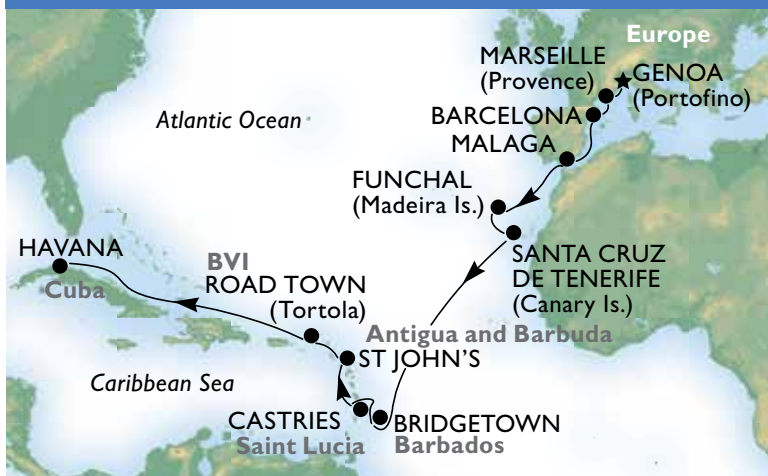 Europe
MARSEILLE
(Provence)
GENOA
(Portofino)
BARCELONA
MALAGA
Atlantic Ocean
FUNCHAL
(Madeira Is.)
SANTA CRUZ
DE TENERIFE
(Canary Is.)
HAVANA
Cuba
BVI
ROAD TOWN
(Tortola)
Antigua and Barbuda
ST JOHN'S
Caribbean Sea
CASTRIES
Saint Lucia
BRIDGETOWN
Barbados